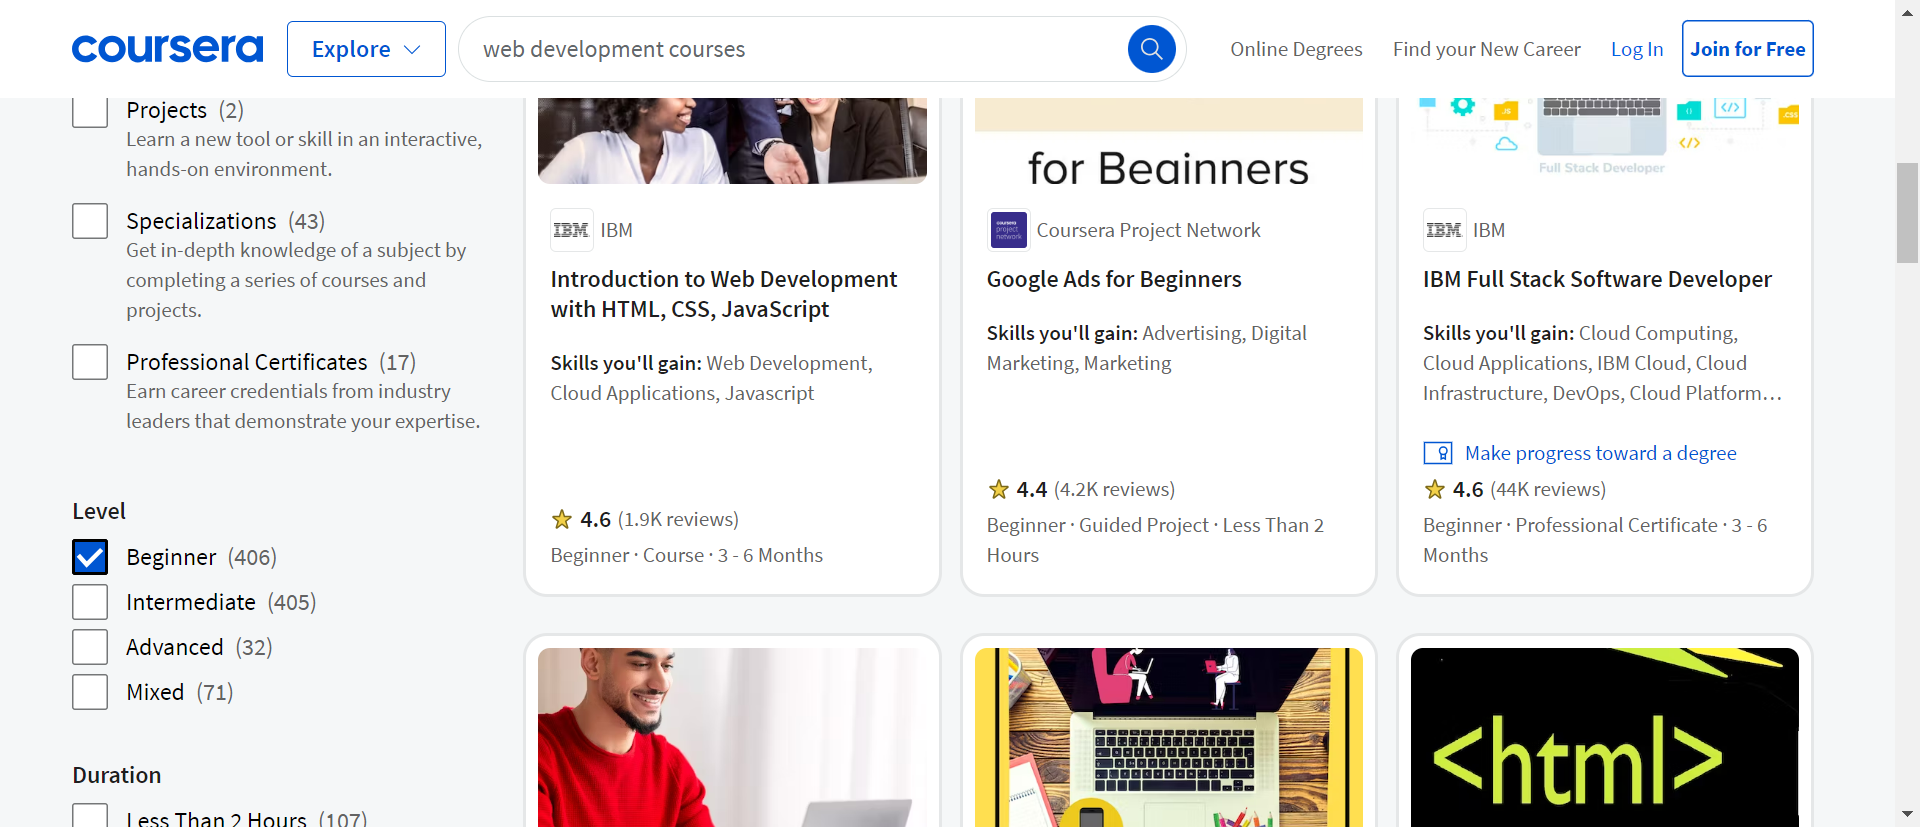 coursera
Explore
web development courses
Online Degrees
Find your New Career
Log In
Join for Free
Projects (2)
Learn a new tool or skill in an interactive,
hands-on environment.
Specializations (43)
Get in-depth knowledge of a subject by
completing a series of courses and
projects.
Professional Certificates (17)
Earn career credentials from industry
leaders that demonstrate your expertise.
Level
Beginner (406)
Intermediate (405)
Advanced (32)
Mixed (71)
Duration
Less Than 2 Hours (107)
IBM
IBM
Introduction to Web Development
with HTML, CSS, JavaScript
Skills you'll gain: Web Development,
Cloud Applications, Javascript
4.6 (1.9K reviews)
Beginner · Course · 3 - 6 Months
for Beginners
coursera
project
network
Coursera Project Network
Google Ads for Beginners
Skills you'll gain: Advertising, Digital
Marketing, Marketing
4.4 (4.2K reviews)
Beginner · Guided Project · Less Than 2
Hours
JS
</>
.CSS
</>
Full Stack Developer
IBM
IBM
IBM Full Stack Software Developer
Skills you'll gain: Cloud Computing,
Cloud Applications, IBM Cloud, Cloud
Infrastructure, DevOps, Cloud Platform...
Make progress toward a degree
4.6 (44K reviews)
Beginner · Professional Certificate · 3 - 6
Months
<html>